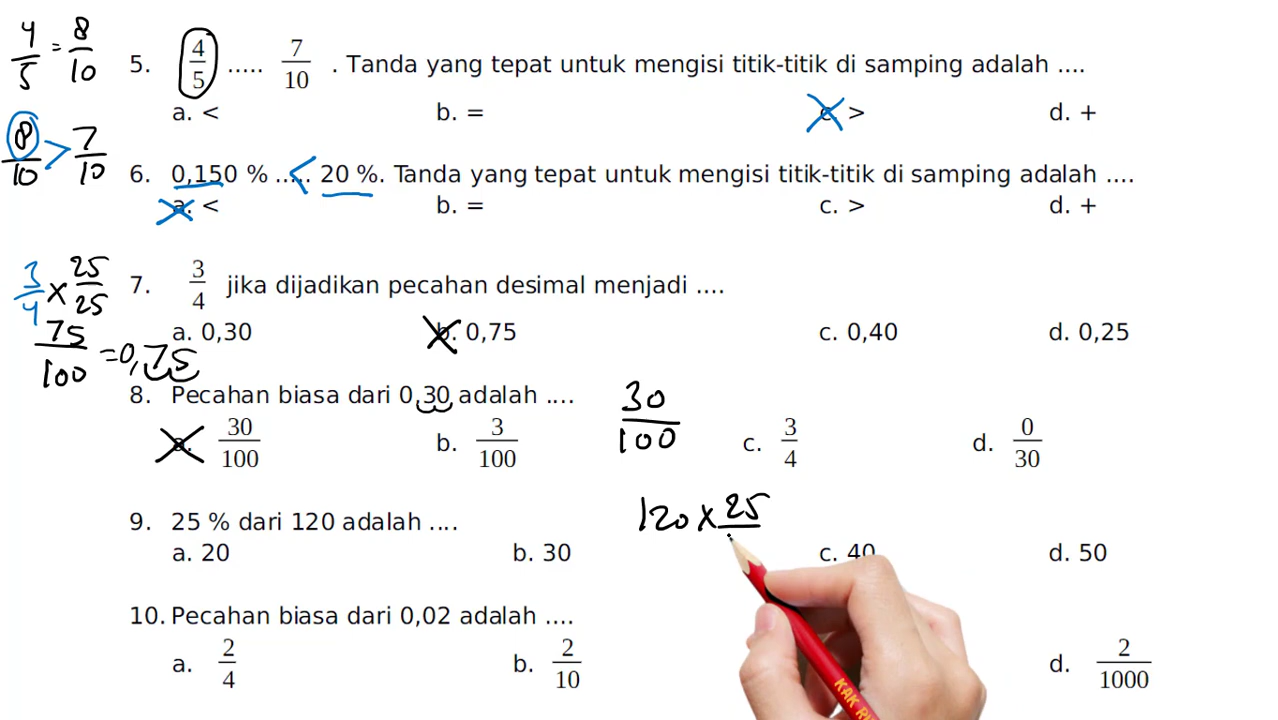 4/5 = 8/10
5. 4/5 ..... 7/10 . Tanda yang tepat untuk mengisi titik-titik di samping adalah ....
a. < b. = c. > d. +
8/10 > 7/10
6. 0,150 % ..... < 20 %. Tanda yang tepat untuk mengisi titik-titik di samping adalah ....
a. < b. = c. > d. +
3/4 x 25/25
7. 3/4 jika dijadikan pecahan desimal menjadi ....
a. 0,30 b. 0,75 c. 0,40 d. 0,25
75/100 = 0,75
8. Pecahan biasa dari 0,30 adalah ....
30/100
a. 30/100 b. 3/100 c. 3/4 d. 0/30
9. 25 % dari 120 adalah ....
120 x 25
a. 20 b. 30 c. 40 d. 50
10. Pecahan biasa dari 0,02 adalah ....
a. 2/4 b. 2/10 d. 2/1000
KAK